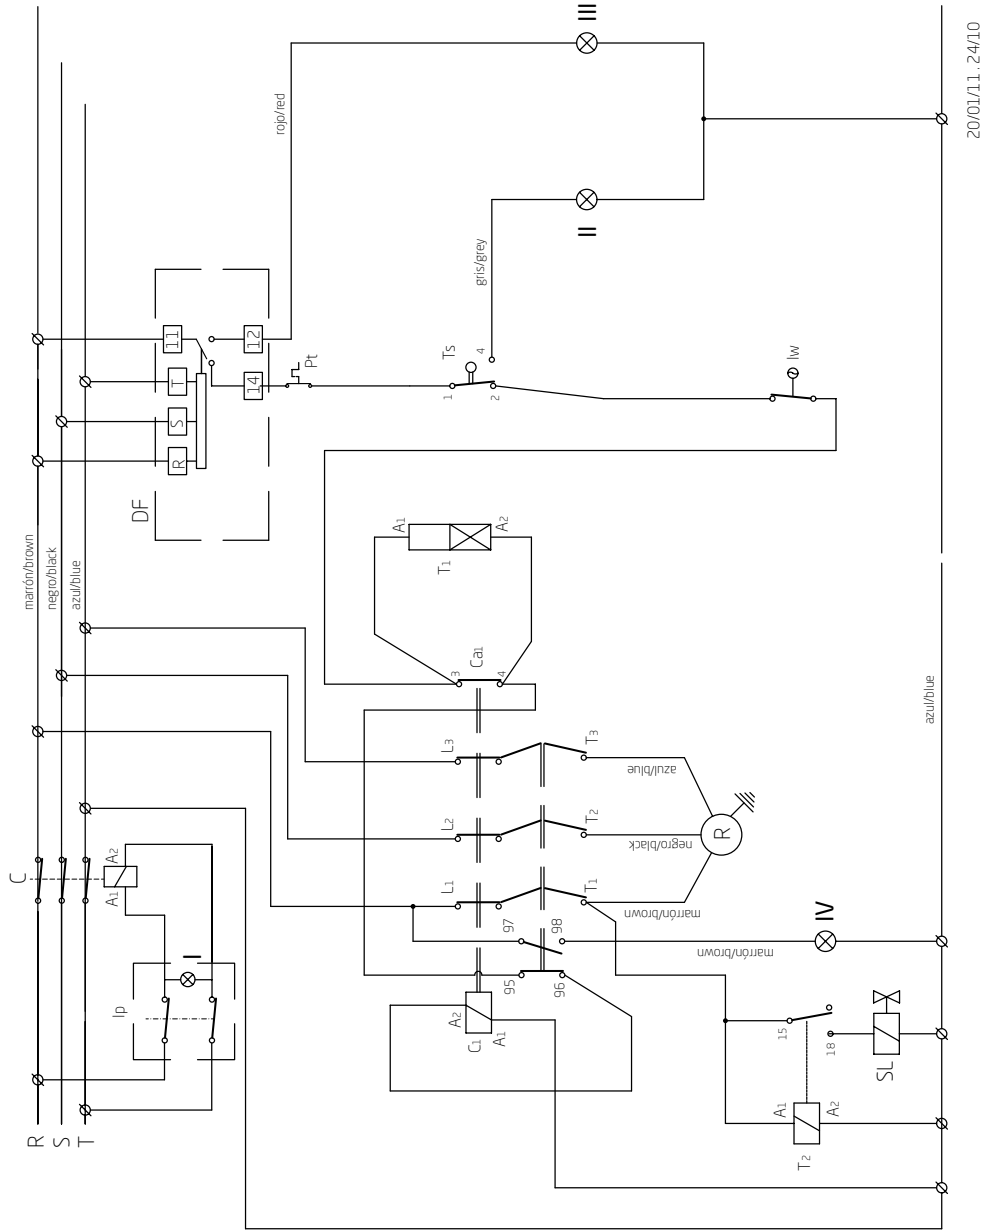 R
S
T
marrón/brown
negro/black
azul/blue
C
A1
A2
Ip
I
DF
R
S
T
11
14
12
Pt
rojo/red
III
II
gris/grey
Ts
1
2
4
Iw
T1
A1
A2
Ca1
3
4
L1
L2
L3
T1
T2
T3
marrón/brown
negro/black
azul/blue
R
95
96
97
98
C1
A2
A1
marrón/brown
IV
15
18
SL
T2
A1
A2
azul/blue
20/01/11.24/10